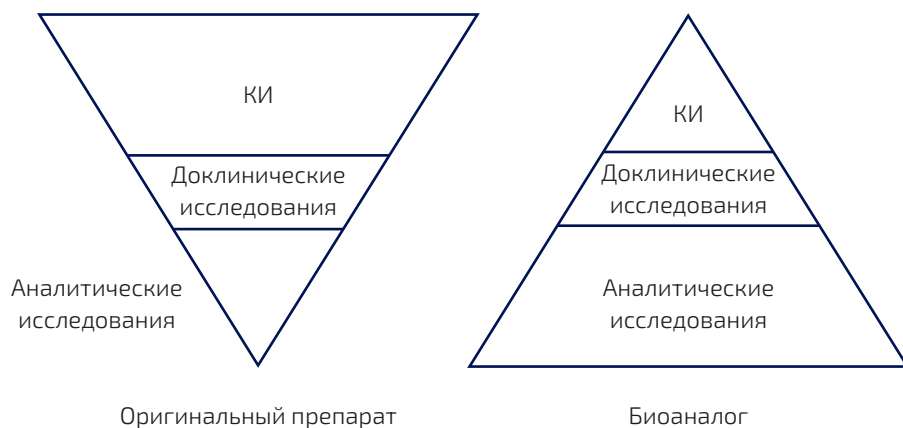 КИ
Доклинические
исследования
Аналитические
исследования
Оригинальный препарат
КИ
Доклинические
исследования
Аналитические
исследования
Биоаналог